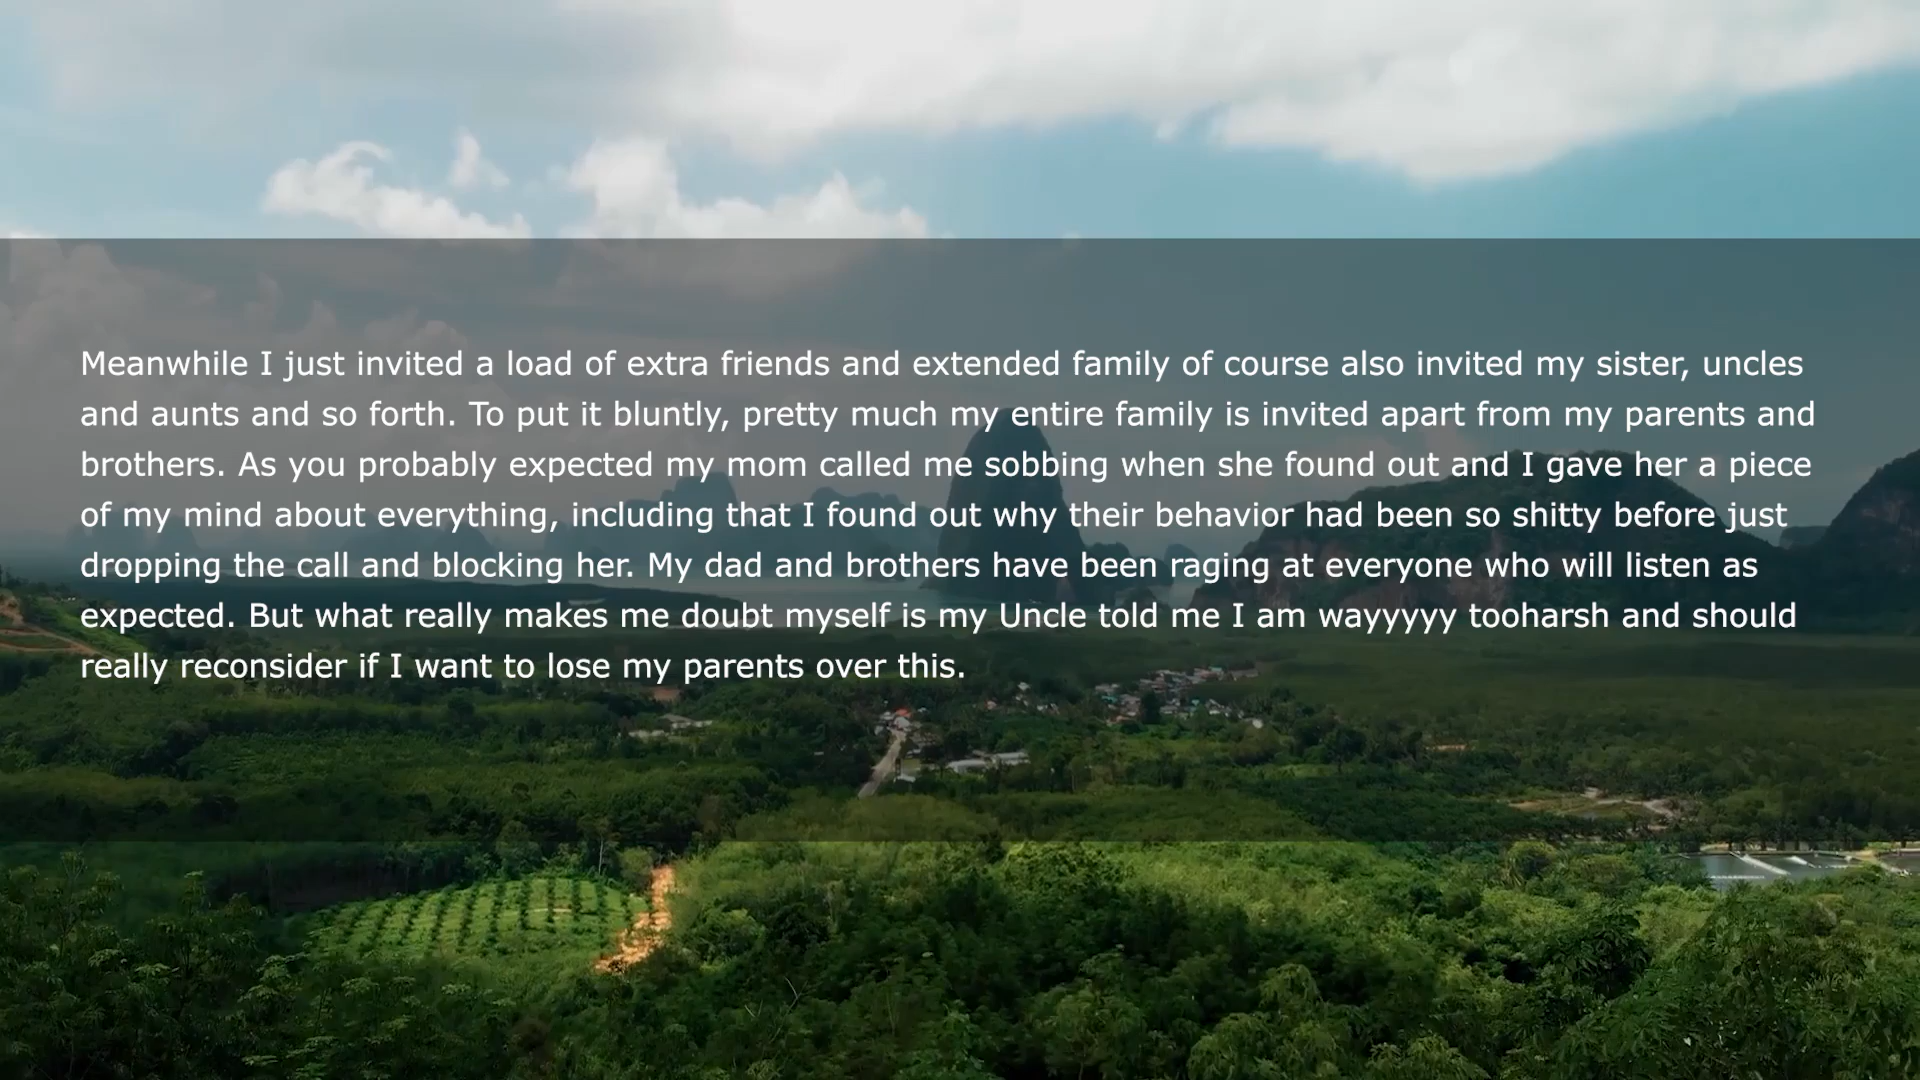 Meanwhile I just invited a load of extra friends and extended family of course also invited my sister, uncles
and aunts and so forth. To put it bluntly, pretty much my entire family is invited apart from my parents and
brothers. As you probably expected my mom called me sobbing when she found out and I gave her a piece
of my mind about everything, including that I found out why their behavior had been so shitty before just
dropping the call and blocking her. My dad and brothers have been raging at everyone who will listen as
expected. But what really makes me doubt myself is my Uncle told me I am wayyyyy tooharsh and should
really reconsider if I want to lose my parents over this.